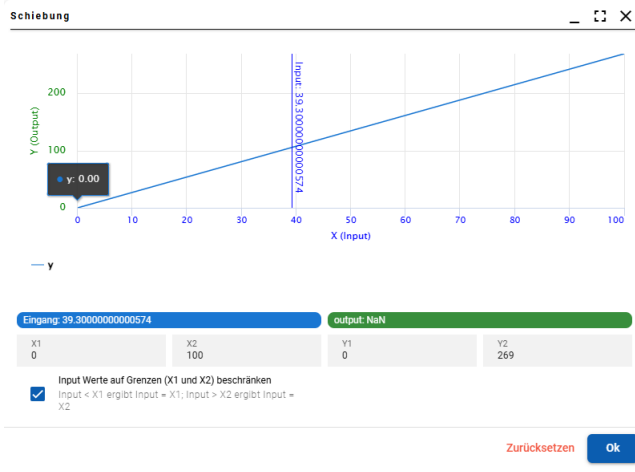 Schiebung
Y (Output)
200
100
0
Input: 39.30000000000574
y: 0.00
0 10 20 30 40 50 60 70 80 90 100
X (Input)
y
Eingang: 39.30000000000574 output: NaN
X1 X2 Y1 Y2
0 100 0 269
Input Werte auf Grenzen (X1 und X2) beschränken
Input < X1 ergibt Input = X1; Input > X2 ergibt Input =
X2
Zurücksetzen Ok